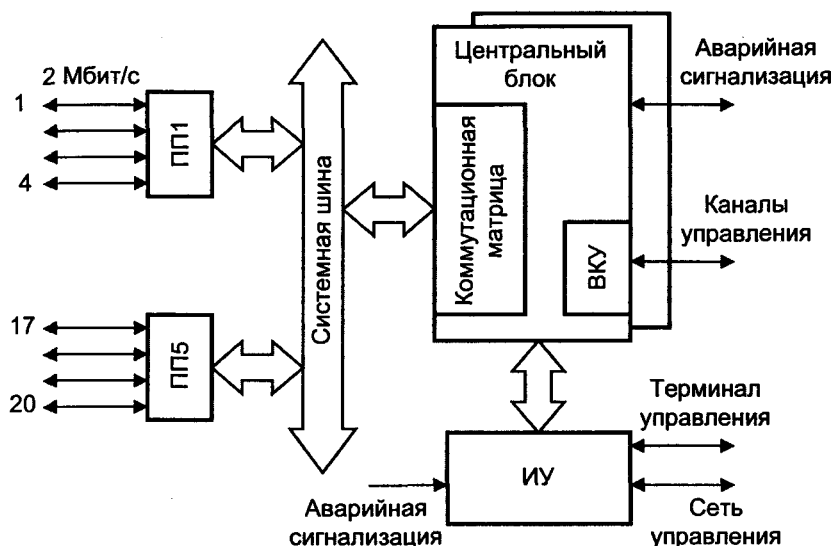 2 Мбит/с
1
4
ПП1
17
20
ПП5
Системная шина
Центральный
блок
Коммутационная
матрица
ВКУ
Аварийная
сигнализация
Каналы
управления
ИУ
Терминал
управления
Сеть
управления
Аварийная
сигнализация